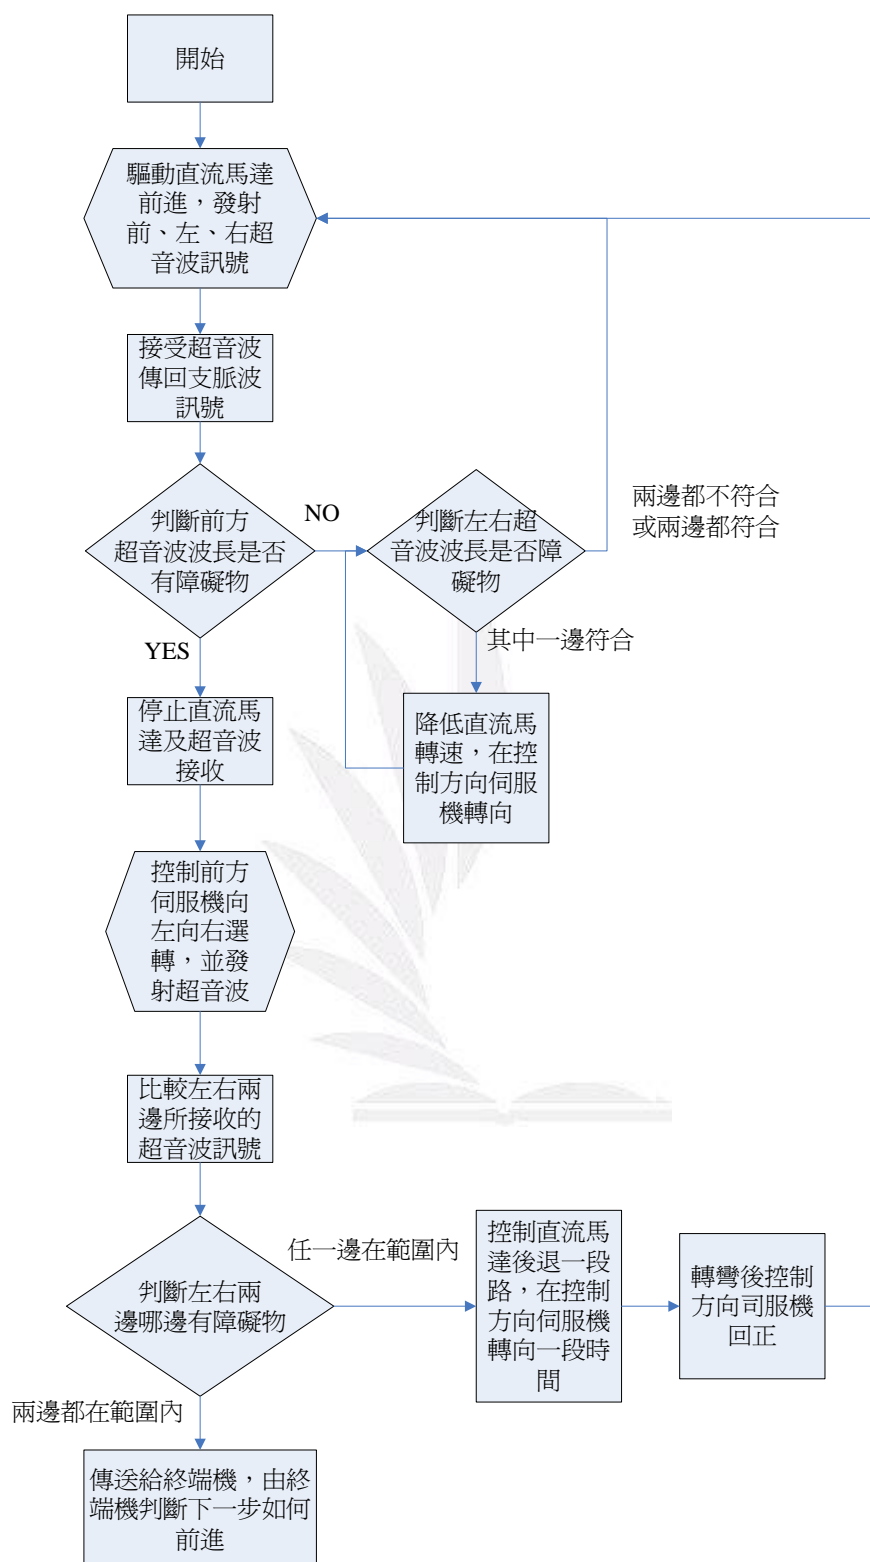 開始
驅動直流馬達
前進，發射
前、左、右超
音波訊號
接受超音波
傳回支脈波
訊號
判斷前方
超音波波長是否
有障礙物
NO
YES
判斷左右超
音波波長是否障
礙物
兩邊都不符合
或兩邊都符合
其中一邊符合
降低直流馬
轉速，在控
制方向伺服
機轉向
停止直流馬
達及超音波
接收
控制前方
伺服機向
左向右選
轉，並發
射超音波
比較左右兩
邊所接收的
超音波訊號
判斷左右兩
邊哪邊有障礙物
任一邊在範圍內
控制直流馬
達後退一段
路，在控制
方向伺服機
轉向一段時
間
轉彎後控制
方向司服機
回正
兩邊都在範圍內
傳送給終端機，由終
端機判斷下一步如何
前進